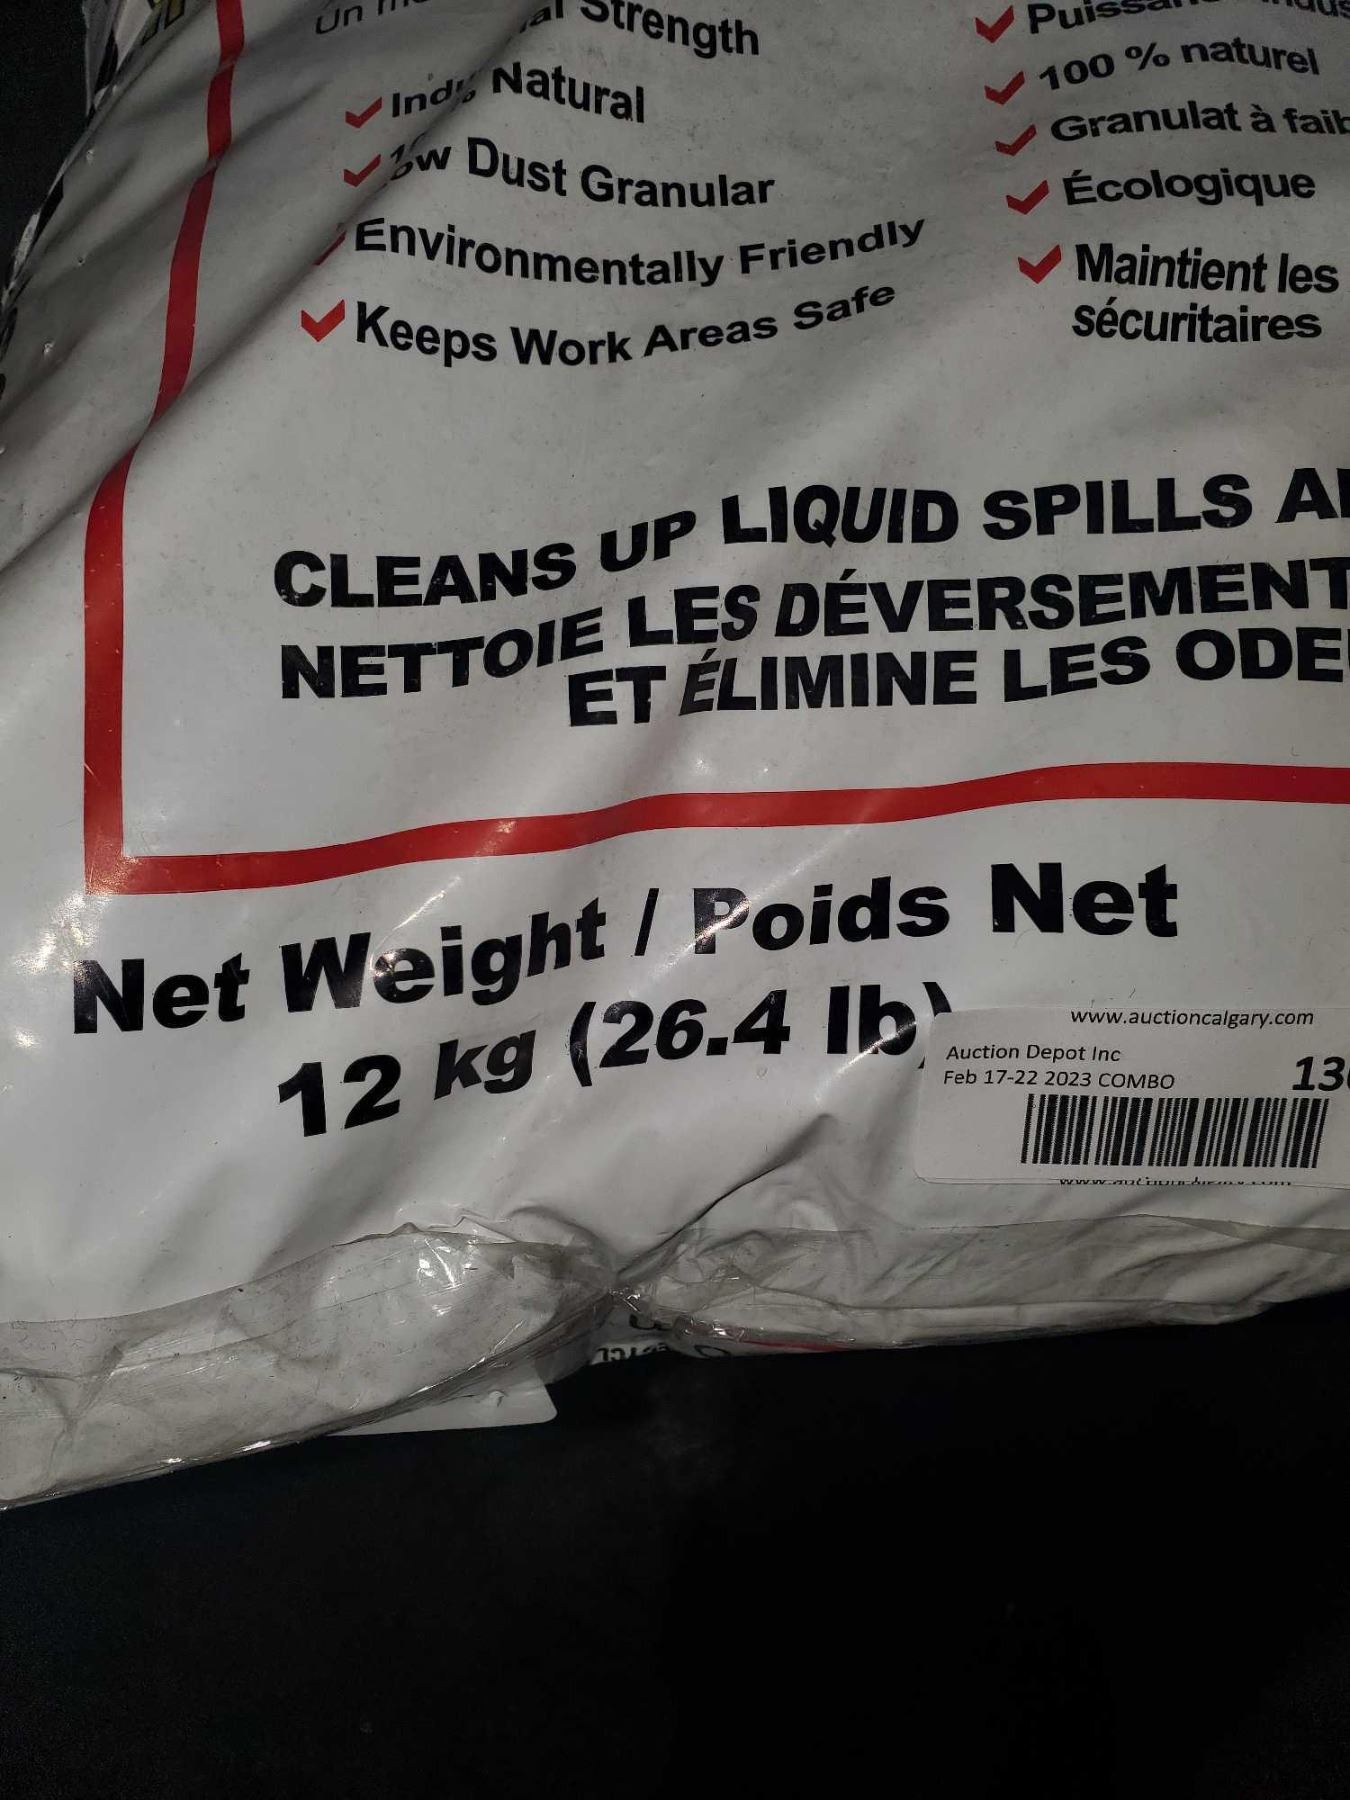 Un
Strength
Natural
Dust Granular
Environmentally Friendly
Keeps Work Areas Safe
100 % naturel
Granulat à
Écologique
Maintient les
sécuritaires
CLEANS UP LIQUID SPILLS
NETTOIE LES
ET ÉLIMINE LES
Net Weight / Poids Net
12 kg (26.4 lb)
www.auctioncalgary.com
Auction Depot Inc
Feb 17-22 2023 COMBO